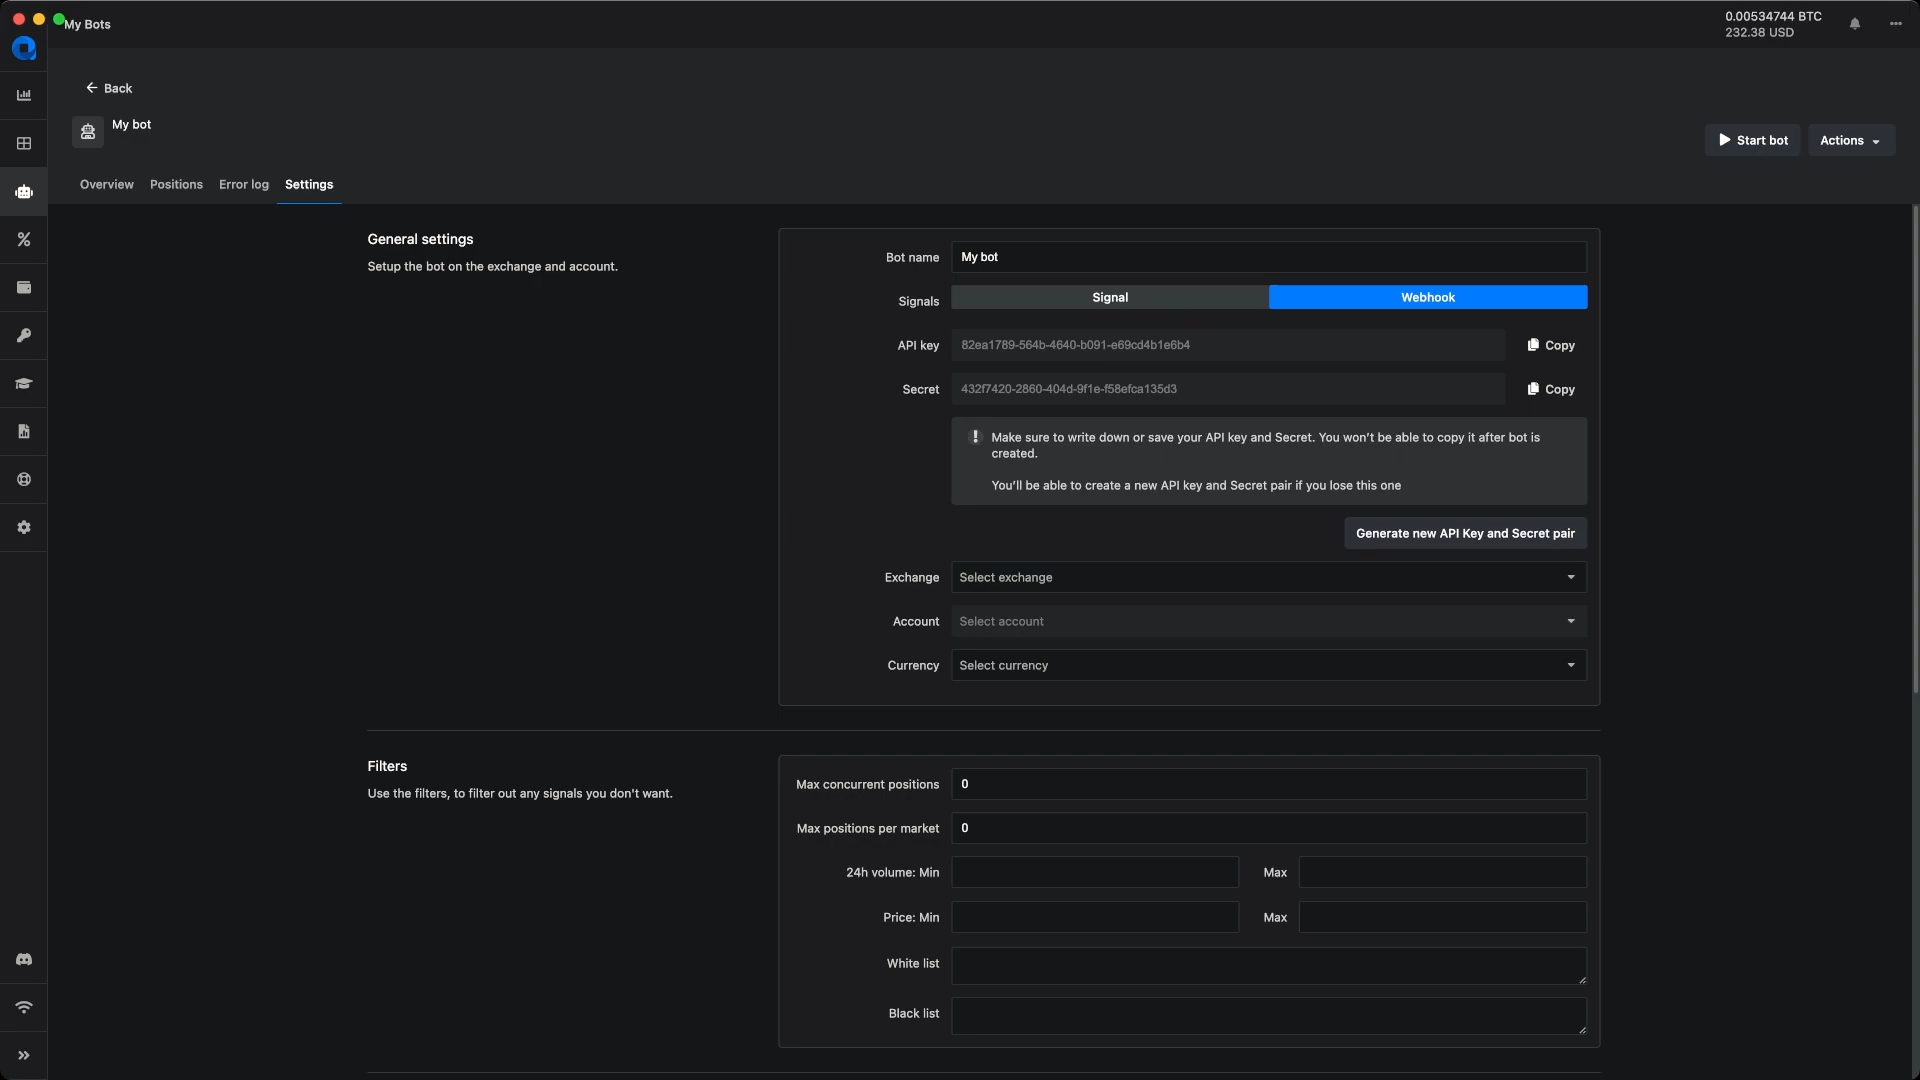 My Bots
0.00534744 BTC
232.38 USD
Back
My bot
Start bot
Actions
Overview Positions Error log Settings
General settings
Setup the bot on the exchange and account.
Bot name My bot
Signals Signal Webhook
API key 82ea1789-564b-4640-b091-e69cd4b1e6b4 Copy
Secret 432f7420-2860-404d-9f1e-f58efca135d3 Copy
Make sure to write down or save your API key and Secret. You won't be able to copy it after bot is
created.
You'll be able to create a new API key and Secret pair if you lose this one
Generate new API Key and Secret pair
Exchange Select exchange
Account Select account
Currency Select currency
Filters
Use the filters, to filter out any signals you don't want.
Max concurrent positions 0
Max positions per market 0
24h volume: Min Max
Price: Min Max
White list
Black list